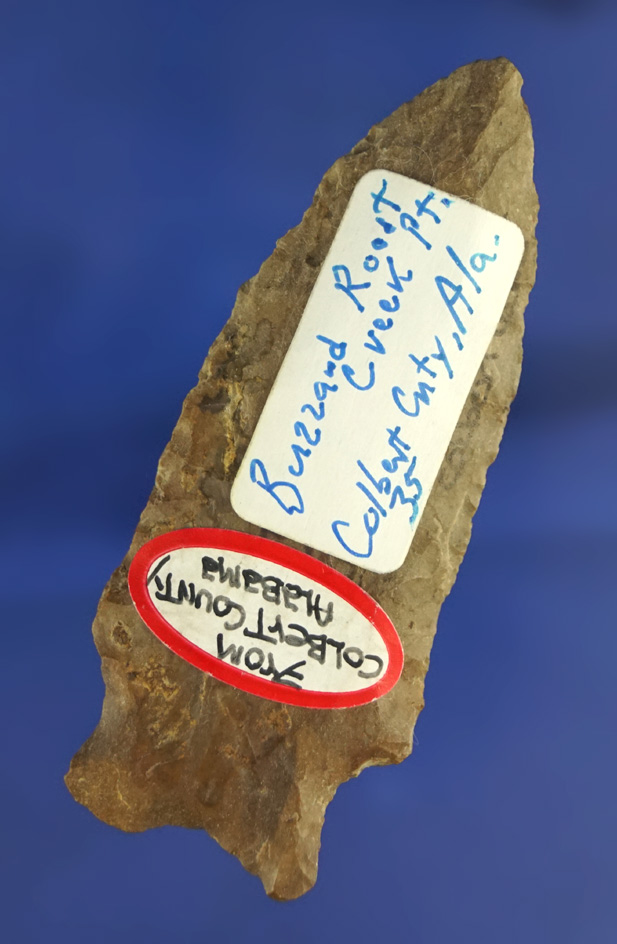 Buzzard Roost
Creek Pt.
Colbert Cnty, Ala.
35
From
COLBErT COUNTY
AlABAMA